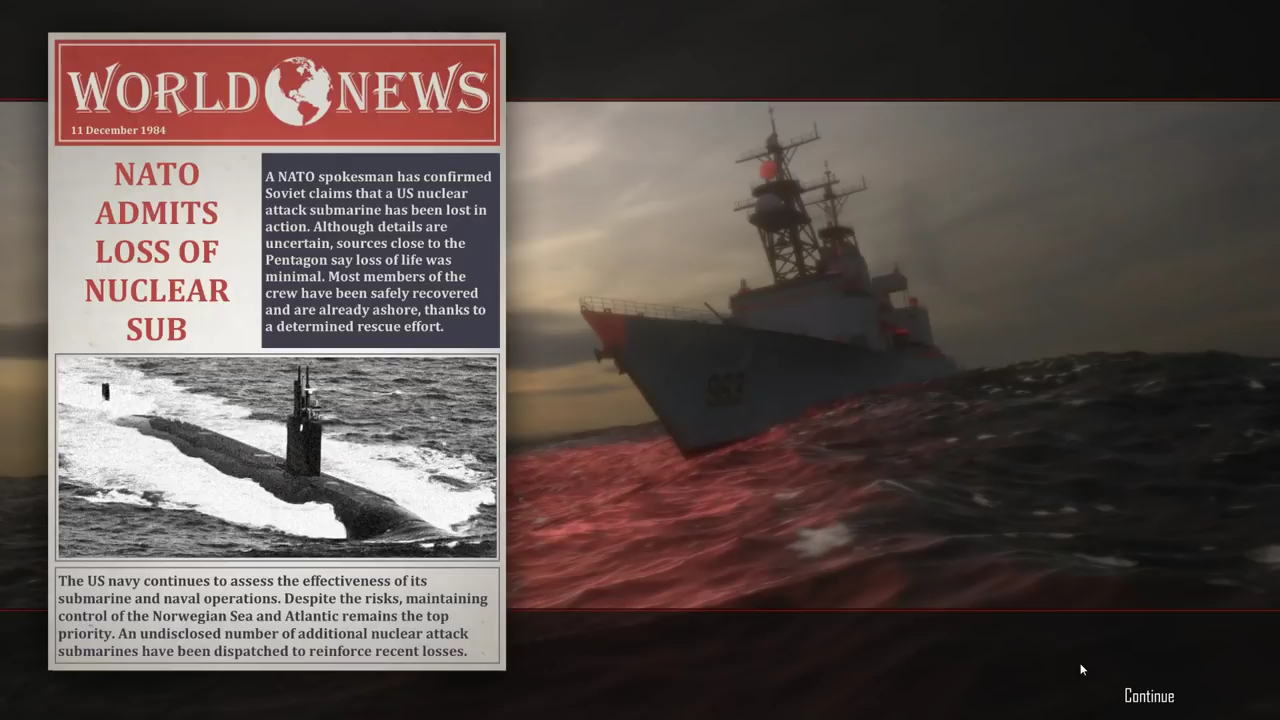 WORLD NEWS
11 December 1984
NATO
ADMITS
LOSS OF
NUCLEAR
SUB
A NATO spokesman has confirmed
Soviet claims that a US nuclear
attack submarine has been lost in
action. Although details are
uncertain, sources close to the
Pentagon say loss of life was
minimal. Most members of the
crew have been safely recovered
and are already ashore, thanks to
a determined rescue effort.
The US navy continues to assess the effectiveness of its
submarine and naval operations. Despite the risks, maintaining
control of the Norwegian Sea and Atlantic remains the top
priority. An undisclosed number of additional nuclear attack
submarines have been dispatched to reinforce recent losses.
Continue